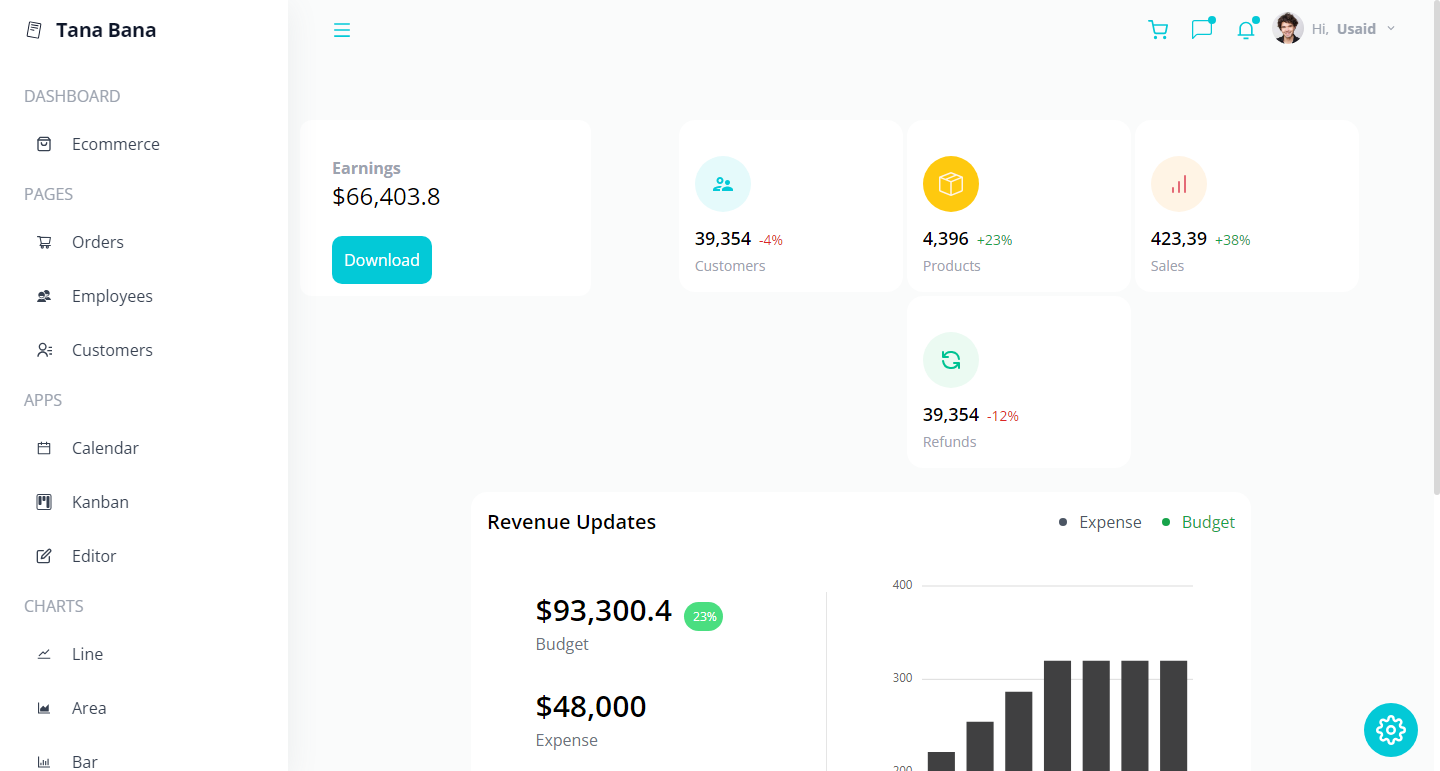 Tana Bana
Hi, Usaid
DASHBOARD
Ecommerce
PAGES
Orders
Employees
Customers
APPS
Calendar
Kanban
Editor
CHARTS
Line
Area
Bar
Earnings
$66,403.8
Download
39,354 -4%
Customers
4,396 +23%
Products
423,39 +38%
Sales
39,354 -12%
Refunds
Revenue Updates
Expense
Budget
$93,300.4 23%
Budget
$48,000
Expense
400
300
200